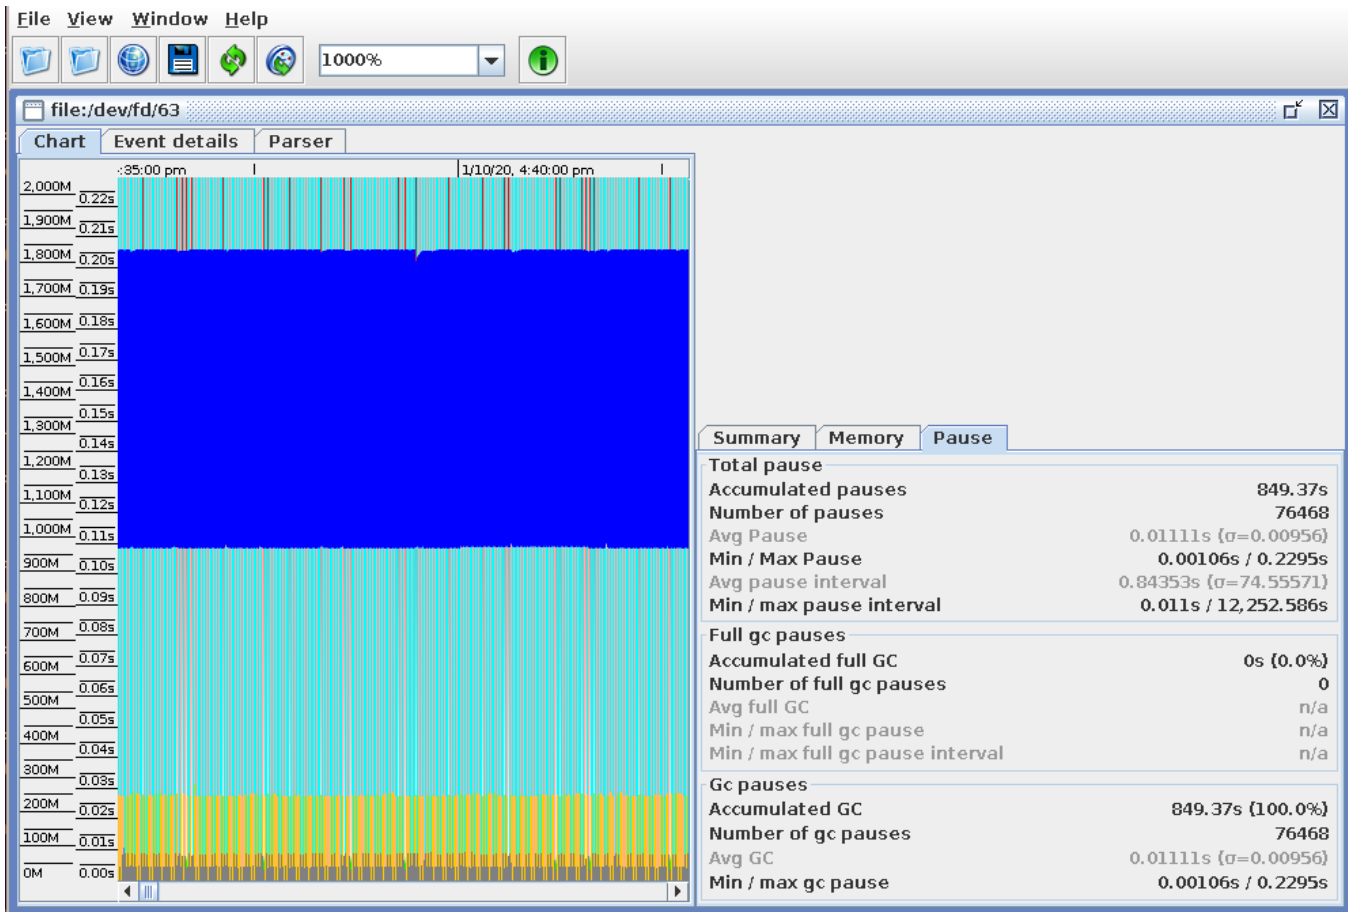 File View Window Help
1000%
file:/dev/fd/63
Chart Event details Parser
:35:00 pm 1/10/20, 4:40:00 pm
2,000M
0.22s
1,900M
0.21s
1,800M
0.20s
1,700M 0.19s
1,600M 0.18s
1,500M 0.17s
1,400M 0.16s
0.15s
1,300M
0.14s
1,200M
0.13s
1,100M
0.12s
1,000M
0.11s
900M 0.10s
800M 0.09s
700M 0.08s
600M 0.07s
500M 0.06s
0.05s
400M
0.04s
300M
0.03s
200M
0.02s
100M
0.01s
0M 0.00s
Summary Memory Pause
Total pause
Accumulated pauses 849.37s
Number of pauses 76468
Avg Pause 0.01111s (σ=0.00956)
Min / Max Pause 0.00106s / 0.2295s
Avg pause interval 0.84353s (σ=74.55571)
Min / max pause interval 0.011s / 12,252.586s
Full gc pauses
Accumulated full GC 0s (0.0%)
Number of full gc pauses 0
Avg full GC n/a
Min / max full gc pause n/a
Min / max full gc pause interval n/a
Gc pauses
Accumulated GC 849.37s (100.0%)
Number of gc pauses 76468
Avg GC 0.01111s (σ=0.00956)
Min / max gc pause 0.00106s / 0.2295s